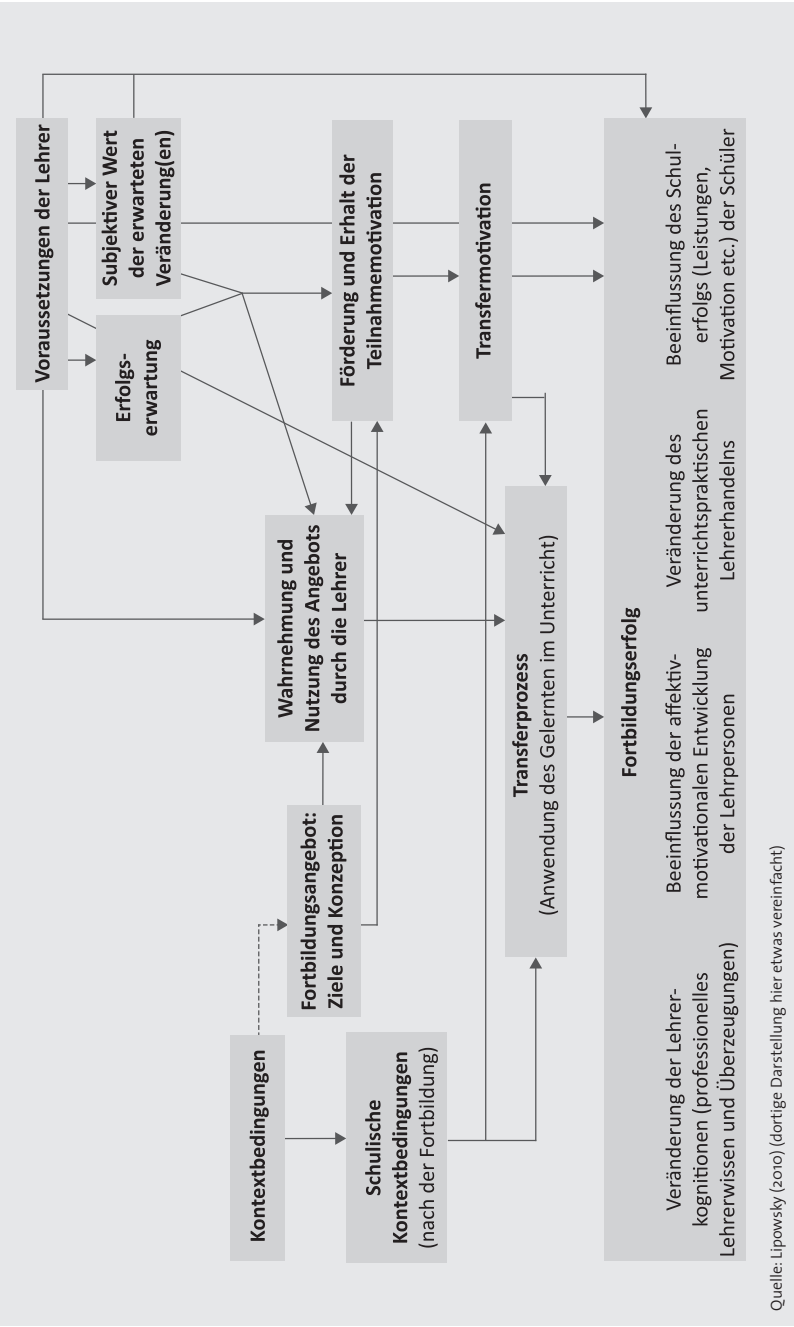 Kontextbedingungen
Schulische
Kontextbedingungen
(nach der Fortbildung)
Fortbildungsangebot:
Ziele und Konzeption
Wahrnehmung und
Nutzung des Angebots
durch die Lehrer
Voraussetzungen der Lehrer
Erfolgs-
erwartung
Subjektiver Wert
der erwarteten
Veränderung(en)
Förderung und Erhalt der
Teilnahmemotivation
Transfermotivation
Transferprozess
(Anwendung des Gelernten im Unterricht)
Fortbildungserfolg
Veränderung der Lehrer-
kognitionen (professionelles
Lehrerwissen und Überzeugungen)
Beeinflussung der affektiv-
motivationalen Entwicklung
der Lehrpersonen
Veränderung des
unterrichtspraktischen
Lehrerhandelns
Beeinflussung des Schul-
erfolgs (Leistungen,
Motivation etc.) der Schüler
Quelle: Lipowsky (2010) (dortige Darstellung hier etwas vereinfacht)